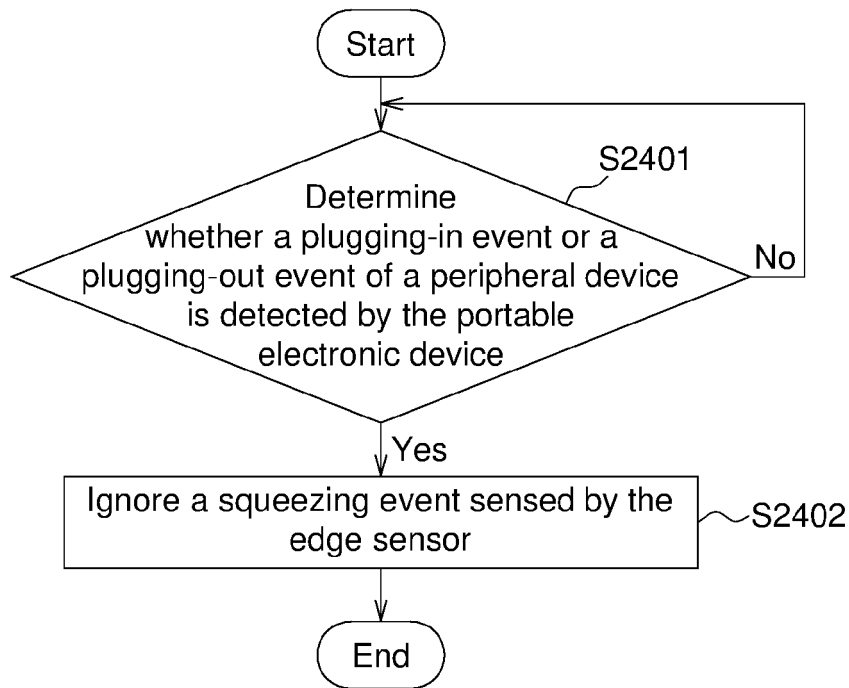 Start
S2401
Determine
whether a plugging-in event or a
plugging-out event of a peripheral device
is detected by the portable
electronic device
No
Yes
Ignore a squeezing event sensed by the
edge sensor
S2402
End